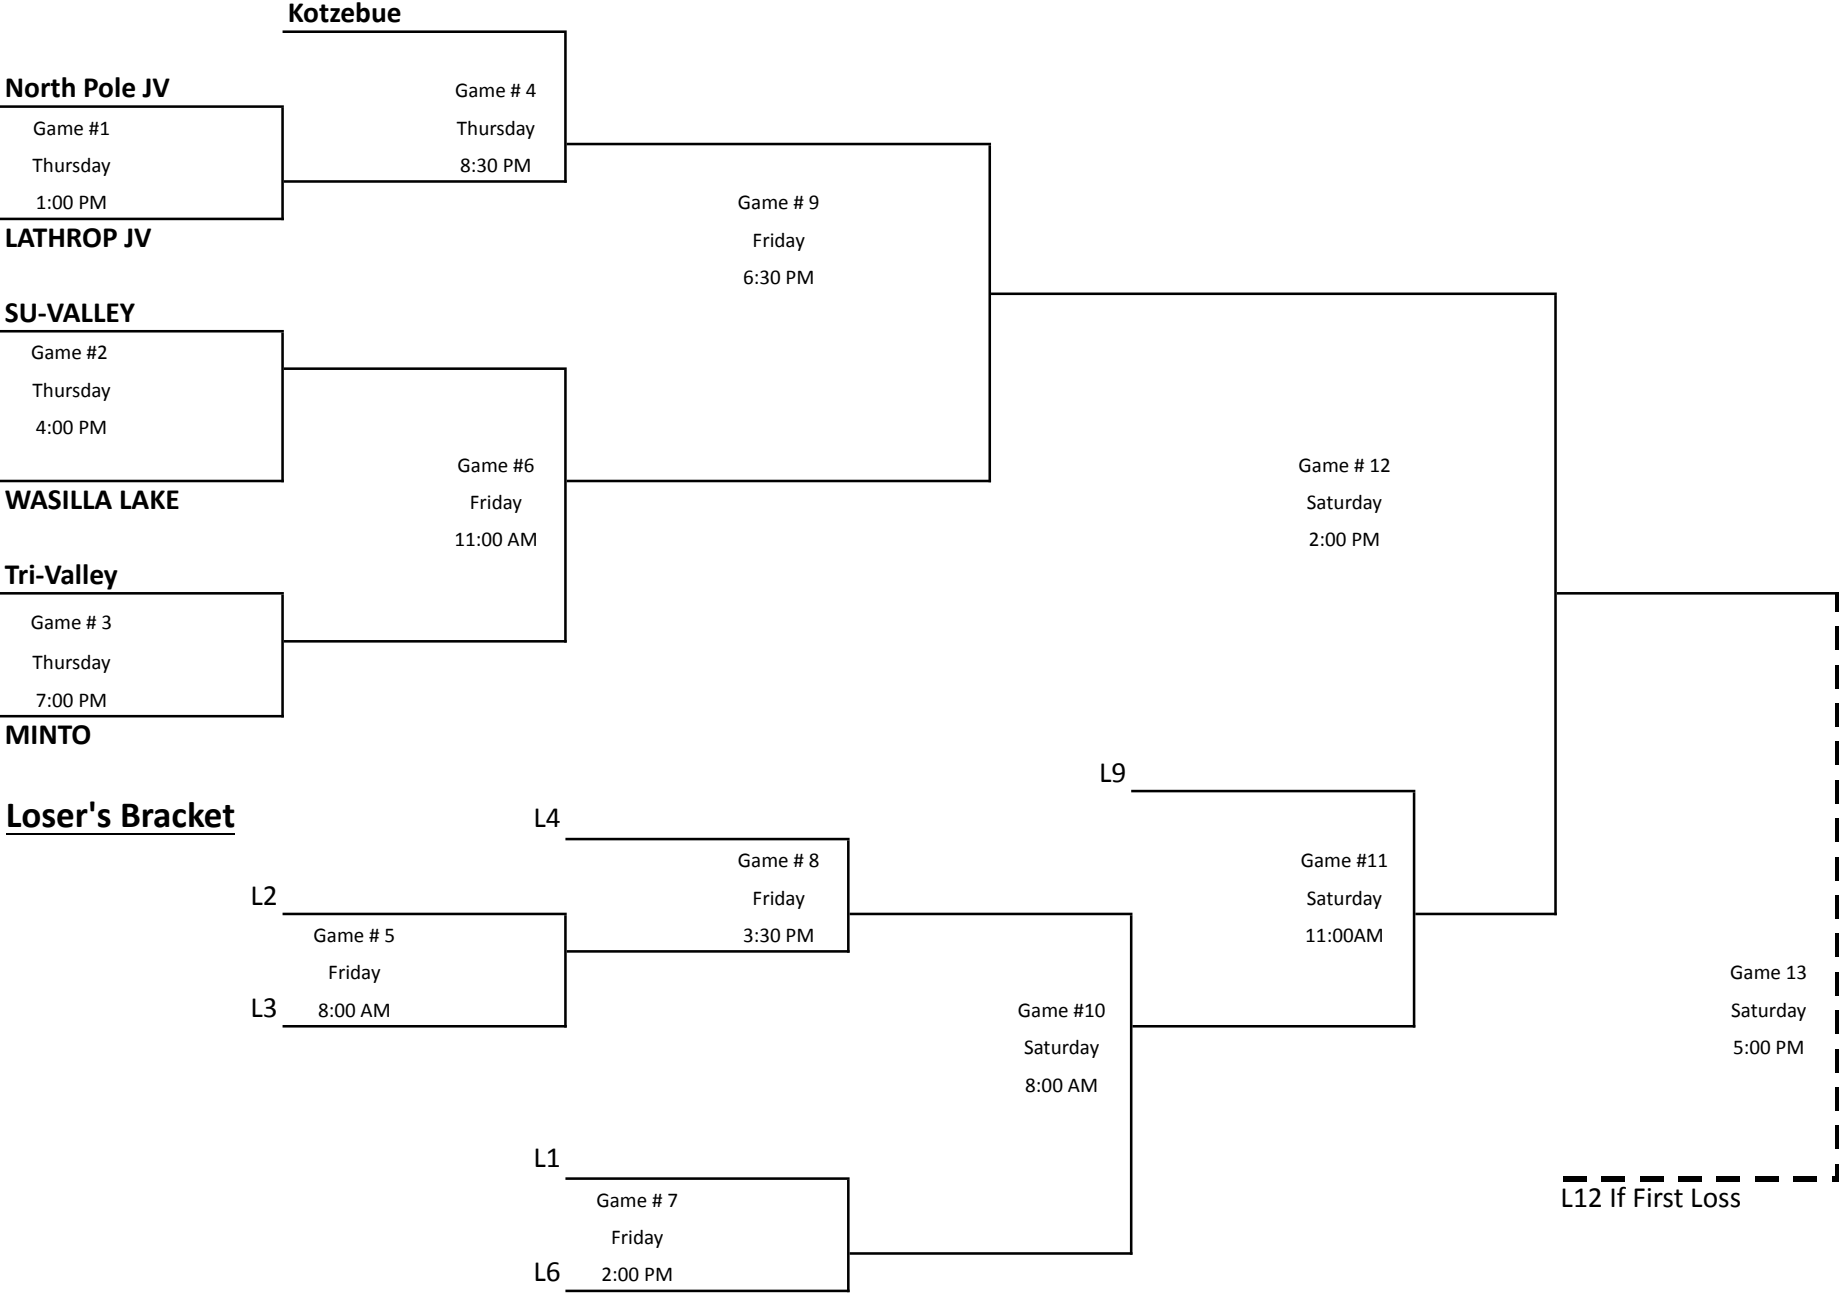 Kotzebue
North Pole JV
Game #1
Thursday
1:00 PM
LATHROP JV
Game # 4
Thursday
8:30 PM
SU-VALLEY
Game #2
Thursday
4:00 PM
WASILLA LAKE
Game #6
Friday
11:00 AM
Tri-Valley
Game # 3
Thursday
7:00 PM
MINTO
Game # 9
Friday
6:30 PM
Game # 12
Saturday
2:00 PM
Loser's Bracket
L2
Game # 5
Friday
8:00 AM
L3
L4
Game # 8
Friday
3:30 PM
L1
Game # 7
Friday
2:00 PM
L6
Game #10
Saturday
8:00 AM
L9
Game #11
Saturday
11:00AM
Game 13
Saturday
5:00 PM
L12 If First Loss